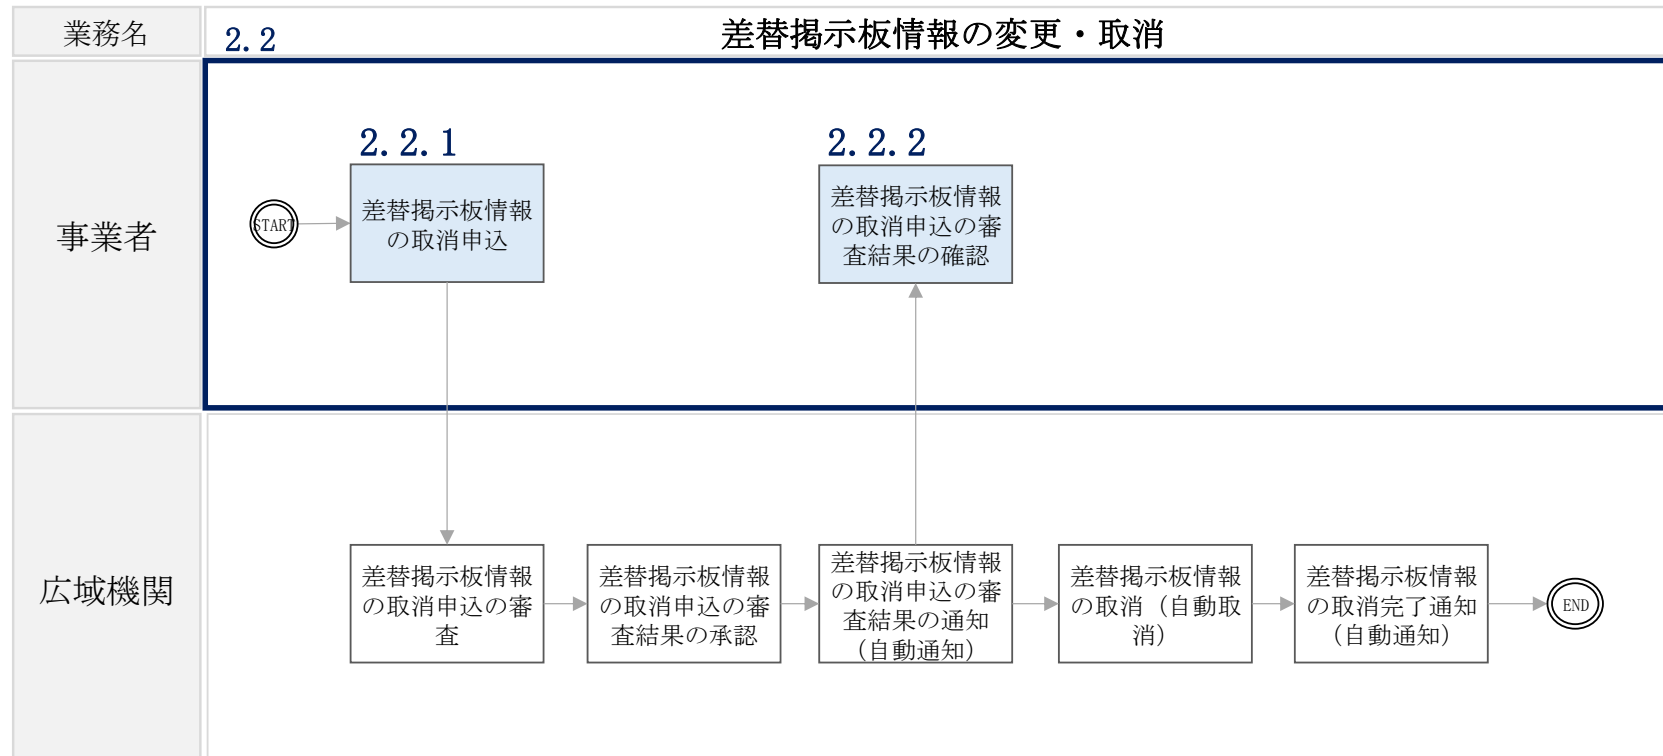 業務名
2.2
差替掲示板情報の変更・取消
事業者
2.2.1
2.2.2
START
差替掲示板情報
の取消申込
差替掲示板情報
の取消申込の審
査結果の確認
広域機関
差替掲示板情報
の取消申込の審
査
差替掲示板情報
の取消申込の審
査結果の承認
差替掲示板情報
の取消申込の審
査結果の通知
（自動通知）
差替掲示板情報
の取消（自動取
消）
差替掲示板情報
の取消完了通知
（自動通知）
END